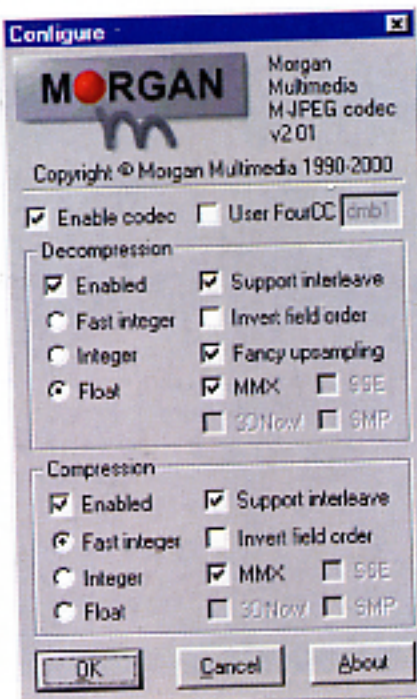 Configure
MORGAN
m
Morgan
Multimedia
M-JPEG codec
v2.01
Copyright © Morgan Multimedia 1990-2000
Enable codec User FourCC dmb1
Decompression
Enabled Support interleave
Fast integer Invert field order
Integer Fancy upsampling
Float MMX SSE
3DNow! SMP
Compression
Enabled Support interleave
Fast integer Invert field order
Integer MMX SSE
Float 3DNow! SMP
OK Cancel About